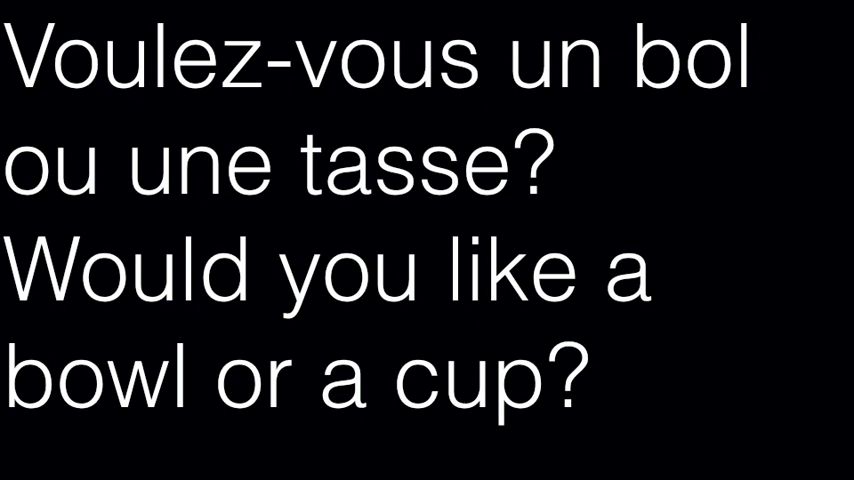 Voulez-vous un bol
ou une tasse?
Would you like a
bowl or a cup?